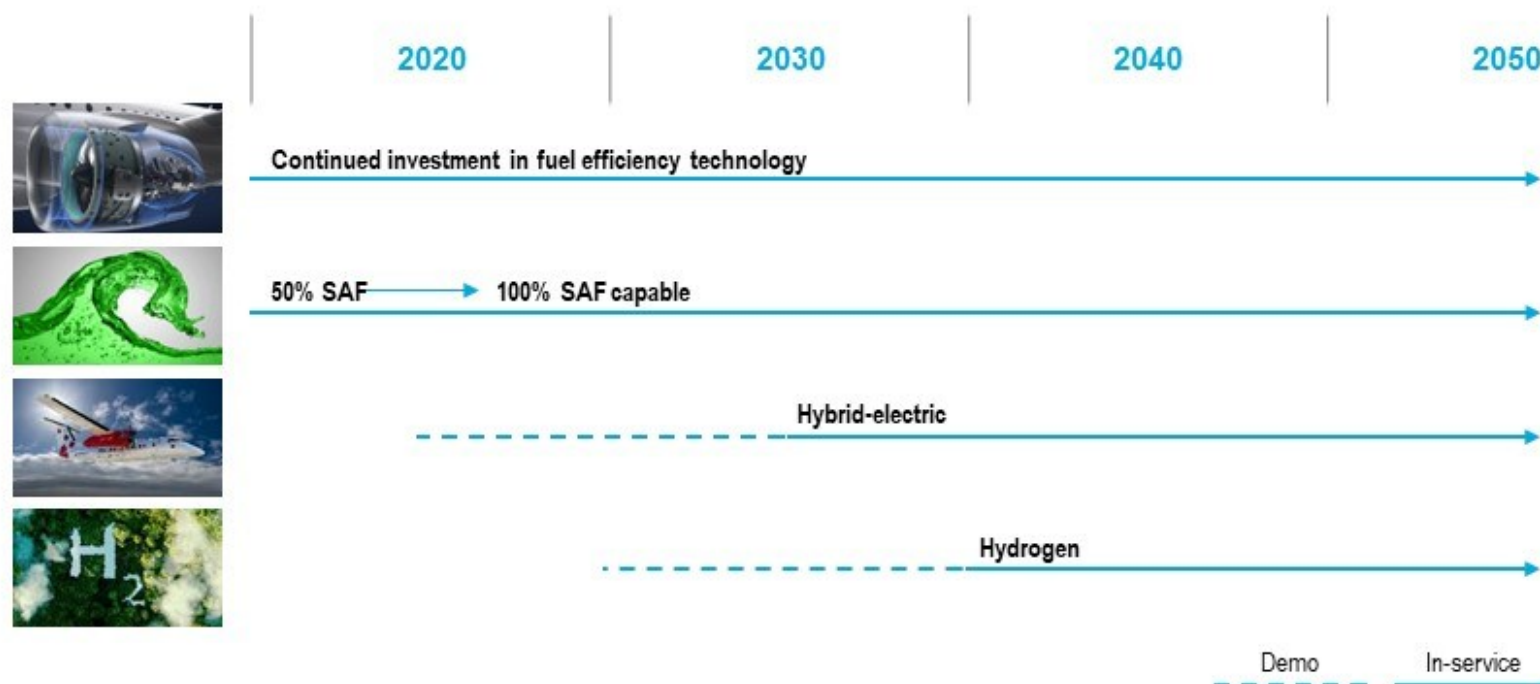 2020 2030 2040 2050
Continued investment in fuel efficiency technology
50% SAF 100% SAF capable
Hybrid-electric
Hydrogen
H2
Demo In-service